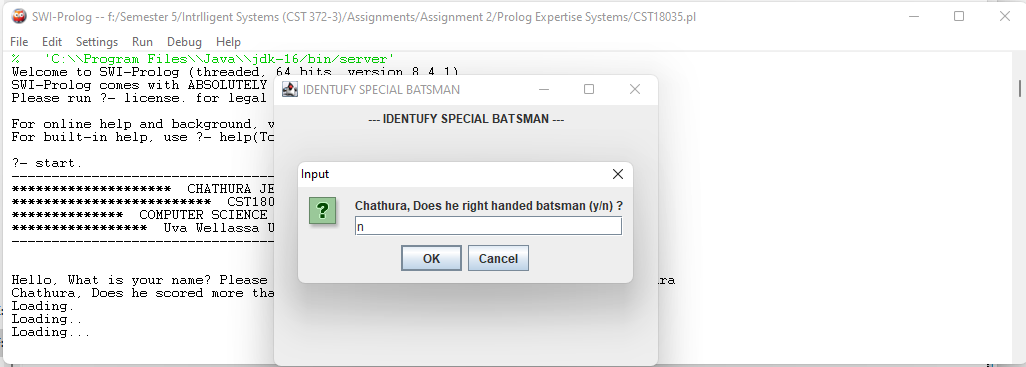 SWI-Prolog -- f:/Semester 5/Intrlligent Systems (CST 372-3)/Assignments/Assignment 2/Prolog Expertise Systems/CST18035.pl
File Edit Settings Run Debug Help
% 'C:\\Program Files\\Java\\jdk-16/bin/server'
Welcome to SWI-Prolog (threaded, 64 bits, version 8.4.1)
SWI-Prolog comes with ABSOLUTELY
Please run ?- license. for legal
For online help and background, v
For built-in help, use ?- help(To
?- start.
******************** CHATHURA JE
************************* CST180
************** COMPUTER SCIENCE
***************** Uva Wellassa U
Hello, What is your name? Please
Chathura, Does he scored more tha
Loading.
Loading..
Loading...
IDENTUFY SPECIAL BATSMAN
--- IDENTUFY SPECIAL BATSMAN ---
Input
?
Chathura, Does he right handed batsman (y/n) ?
n
OK Cancel